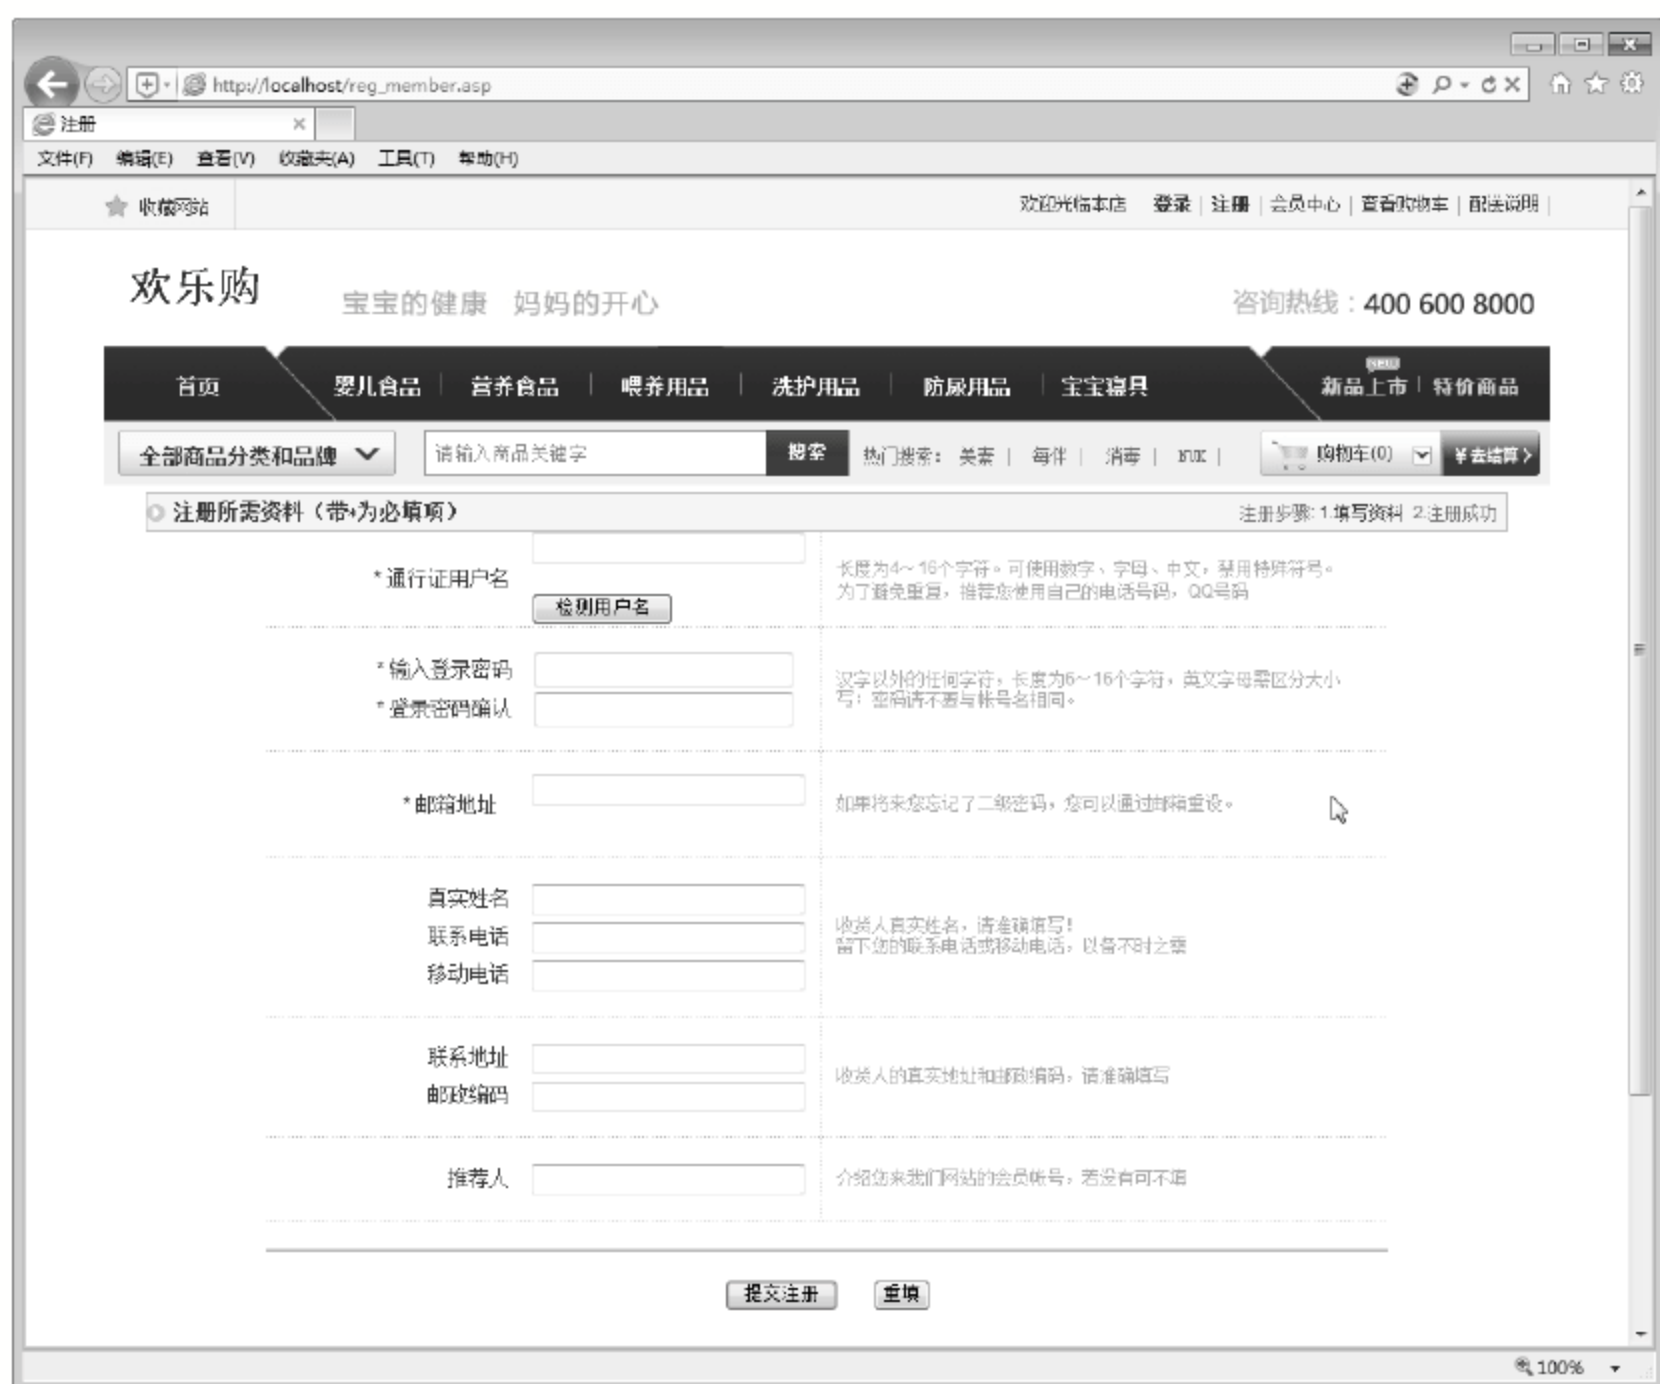 http://localhost/reg_member.asp
注册
文件(F) 编辑(E) 查看(V) 收藏夹(A) 工具(T) 帮助(H)
收藏网站
欢迎光临本店 登录 | 注册 | 会员中心 | 查看购物车 | 配送说明 |
欢乐购
宝宝的健康 妈妈的开心
咨询热线：400 600 8000
NEW
首页 婴儿食品 | 营养食品 | 喂养用品 | 洗护用品 | 防尿用品 | 宝宝寝具 新品上市 | 特价商品
全部商品分类和品牌 请输入商品关键字 搜索 热门搜索： 美素 | 每伴 | 消毒 | NUK | 购物车(0) ¥去结算 >
注册所需资料（带*为必填项）
注册步骤: 1.填写资料 2.注册成功
*通行证用户名
检测用户名
长度为4～16个字符。可使用数字、字母、中文，禁用特殊符号。
为了避免重复，推荐您使用自己的电话号码，QQ号码
*输入登录密码
*登录密码确认
汉字以外的任何字符，长度为6～16个字符，英文字母需区分大小
写；密码请不要与帐号名相同。
*邮箱地址
如果将来您忘记了二级密码，您可以通过邮箱重设。
真实姓名
联系电话
移动电话
收货人真实姓名，请准确填写！
留下您的联系电话或移动电话，以备不时之需
联系地址
邮政编码
收货人的真实地址和邮政编码，请准确填写
推荐人
介绍您来我们网站的会员帐号，若没有可不填
提交注册 重填
100%